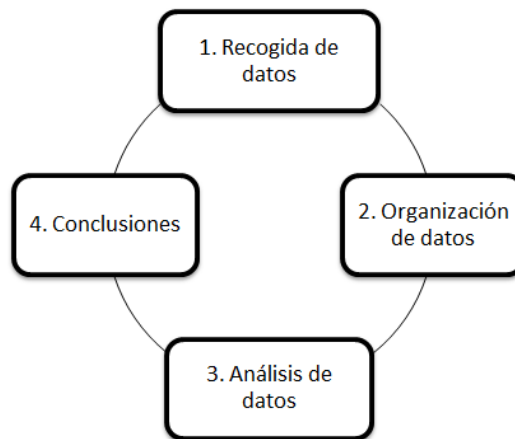 1. Recogida de
datos
2. Organización
de datos
3. Análisis de
datos
4. Conclusiones